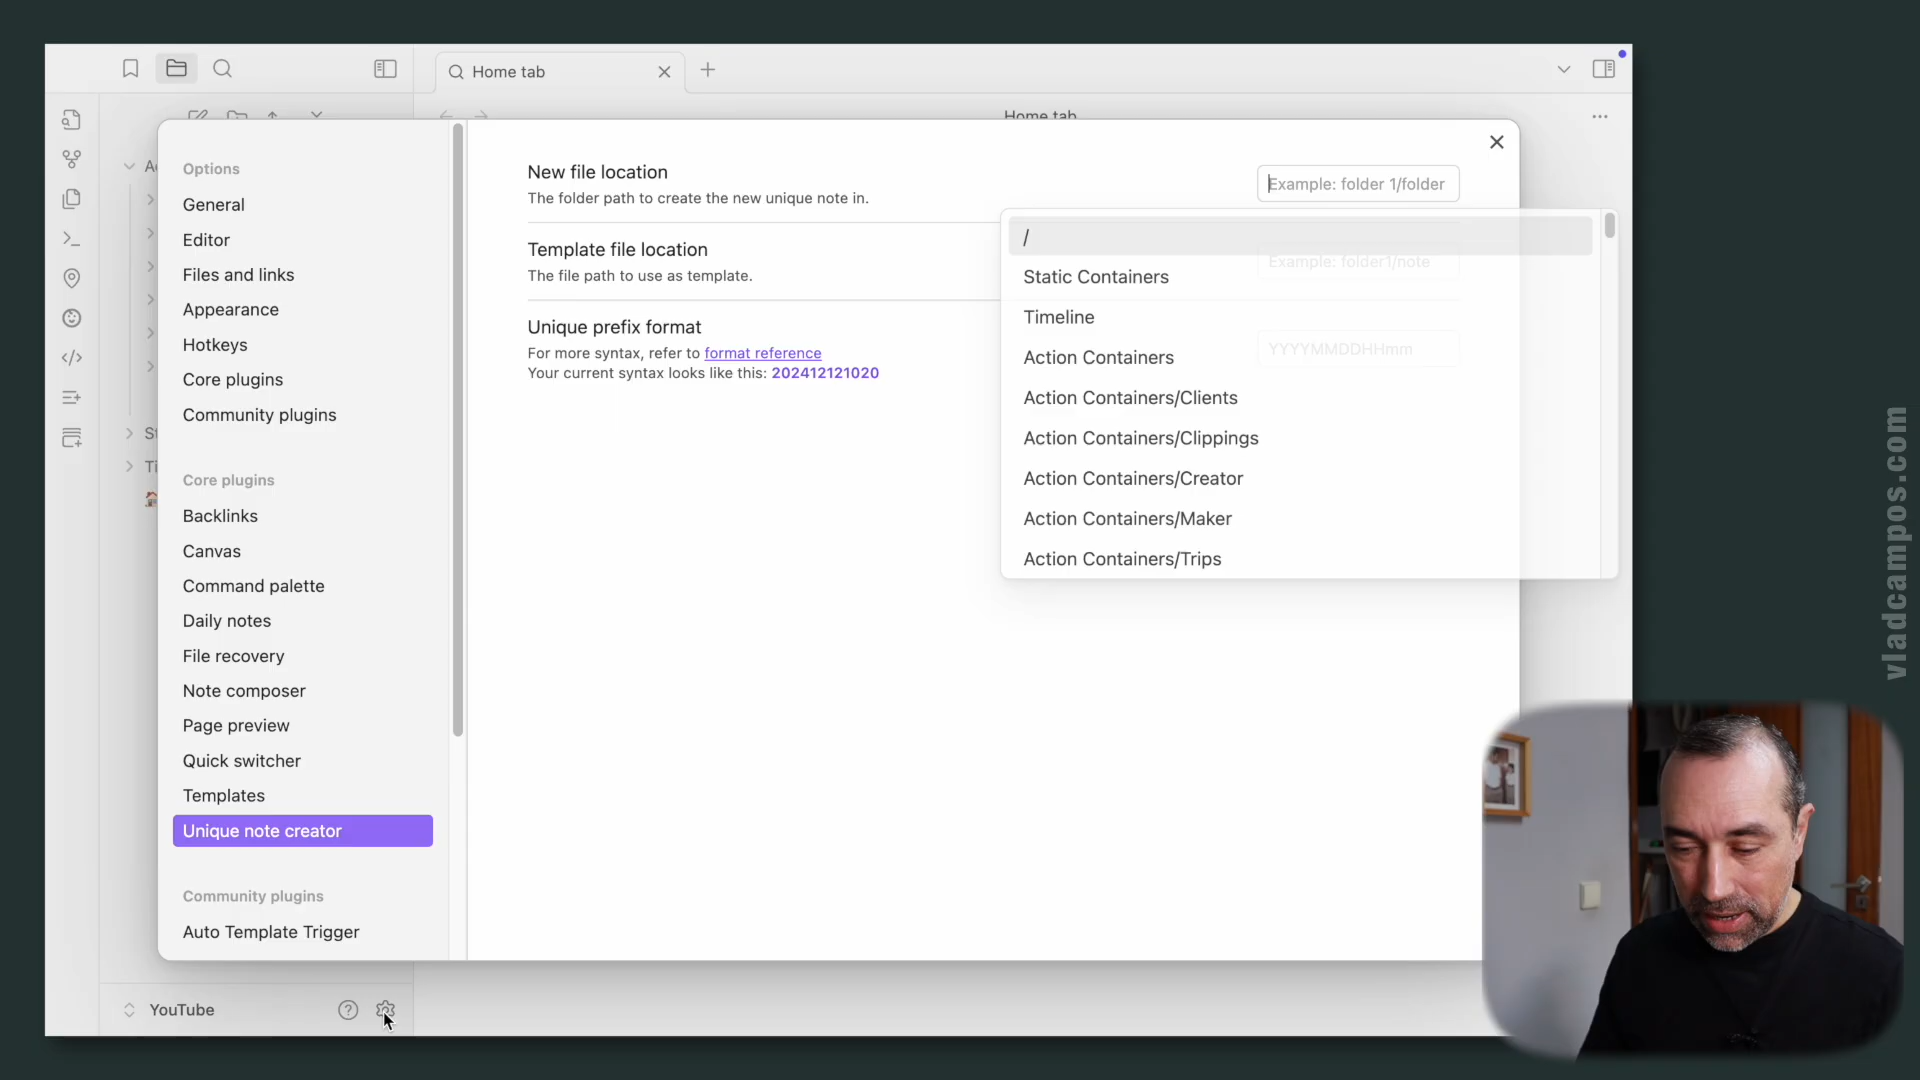 Home tab
Home tab
Options
General
Editor
Files and links
Appearance
Hotkeys
Core plugins
Community plugins
Core plugins
Backlinks
Canvas
Command palette
Daily notes
File recovery
Note composer
Page preview
Quick switcher
Templates
Unique note creator
Community plugins
Auto Template Trigger
New file location
The folder path to create the new unique note in.
Example: folder 1/folder
Template file location
The file path to use as template.
Example: folder1/note
Unique prefix format
For more syntax, refer to format reference
Your current syntax looks like this: 202412121020
YYYYMMDDHHmm
/
Static Containers
Timeline
Action Containers
Action Containers/Clients
Action Containers/Clippings
Action Containers/Creator
Action Containers/Maker
Action Containers/Trips
YouTube
vladcampos.com